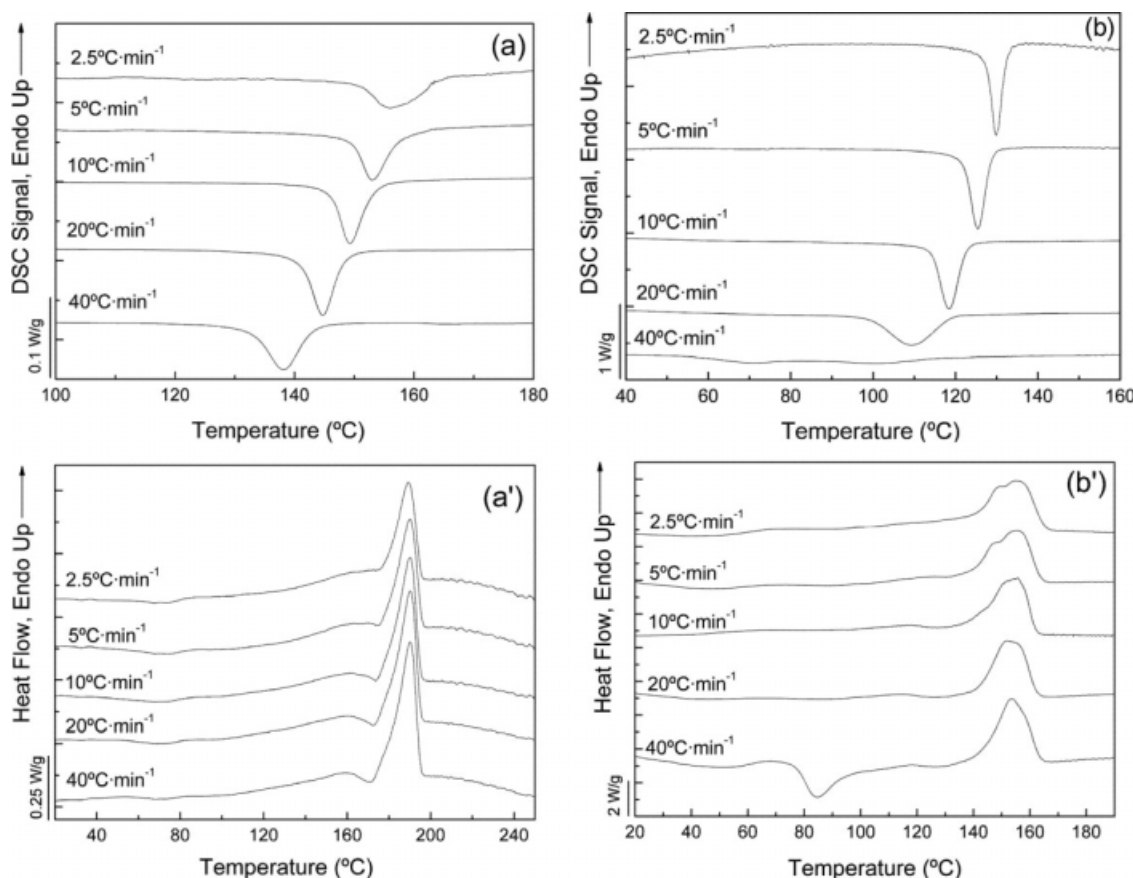 (a)
DSC Signal, Endo Up
2.5ºC·min⁻¹
5ºC·min⁻¹
10ºC·min⁻¹
20ºC·min⁻¹
40ºC·min⁻¹
0.1 W/g
100 120 140 160 180
Temperature (ºC)
(b)
DSC Signal, Endo Up
2.5ºC·min⁻¹
5ºC·min⁻¹
10ºC·min⁻¹
20ºC·min⁻¹
40ºC·min⁻¹
1 W/g
40 60 80 100 120 140 160
Temperature (ºC)
(a')
Heat Flow, Endo Up
2.5ºC·min⁻¹
5ºC·min⁻¹
10ºC·min⁻¹
20ºC·min⁻¹
40ºC·min⁻¹
0.25 W/g
40 80 120 160 200 240
Temperature (ºC)
(b')
Heat Flow, Endo Up
2.5ºC·min⁻¹
5ºC·min⁻¹
10ºC·min⁻¹
20ºC·min⁻¹
40ºC·min⁻¹
2 W/g
20 40 60 80 100 120 140 160 180
Temperature (ºC)